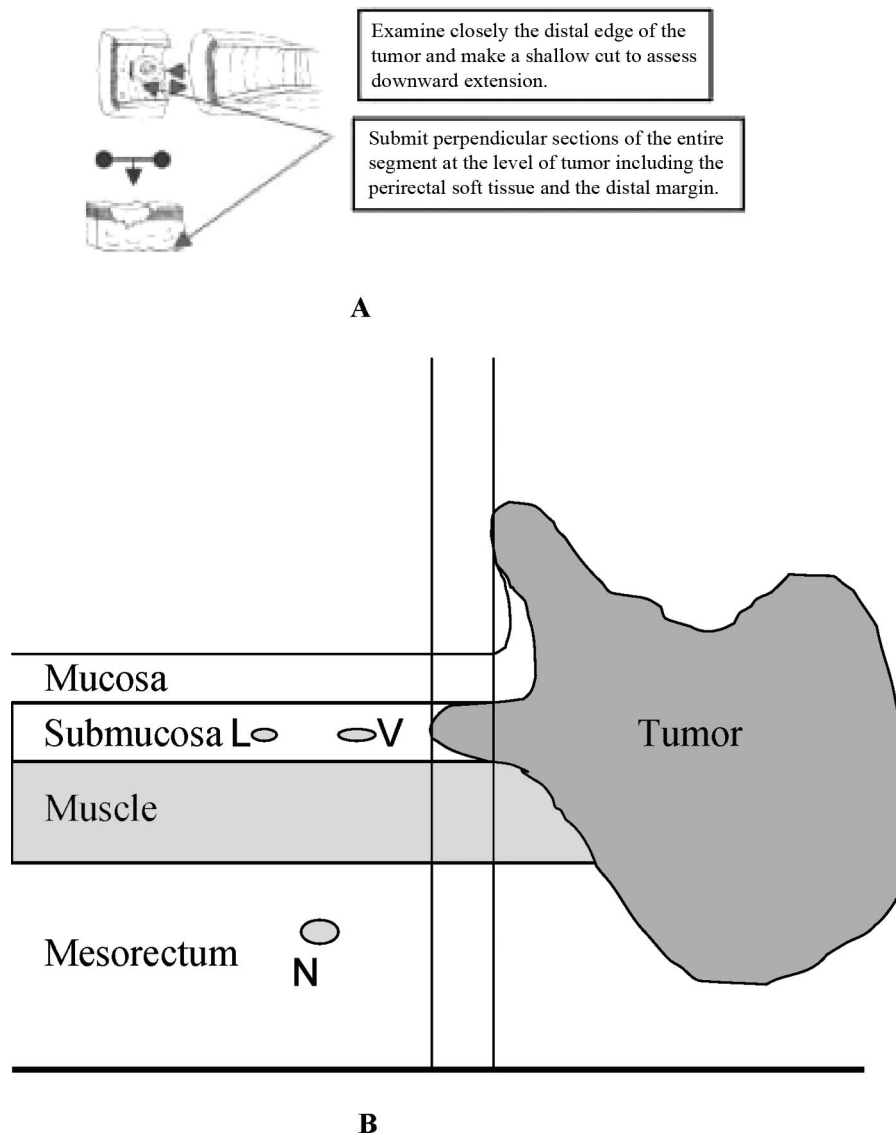 Examine closely the distal edge of the
tumor and make a shallow cut to assess
downward extension.
Submit perpendicular sections of the entire
segment at the level of tumor including the
perirectal soft tissue and the distal margin.
A
Mucosa
Submucosa L V
Tumor
Muscle
Mesorectum
N
B